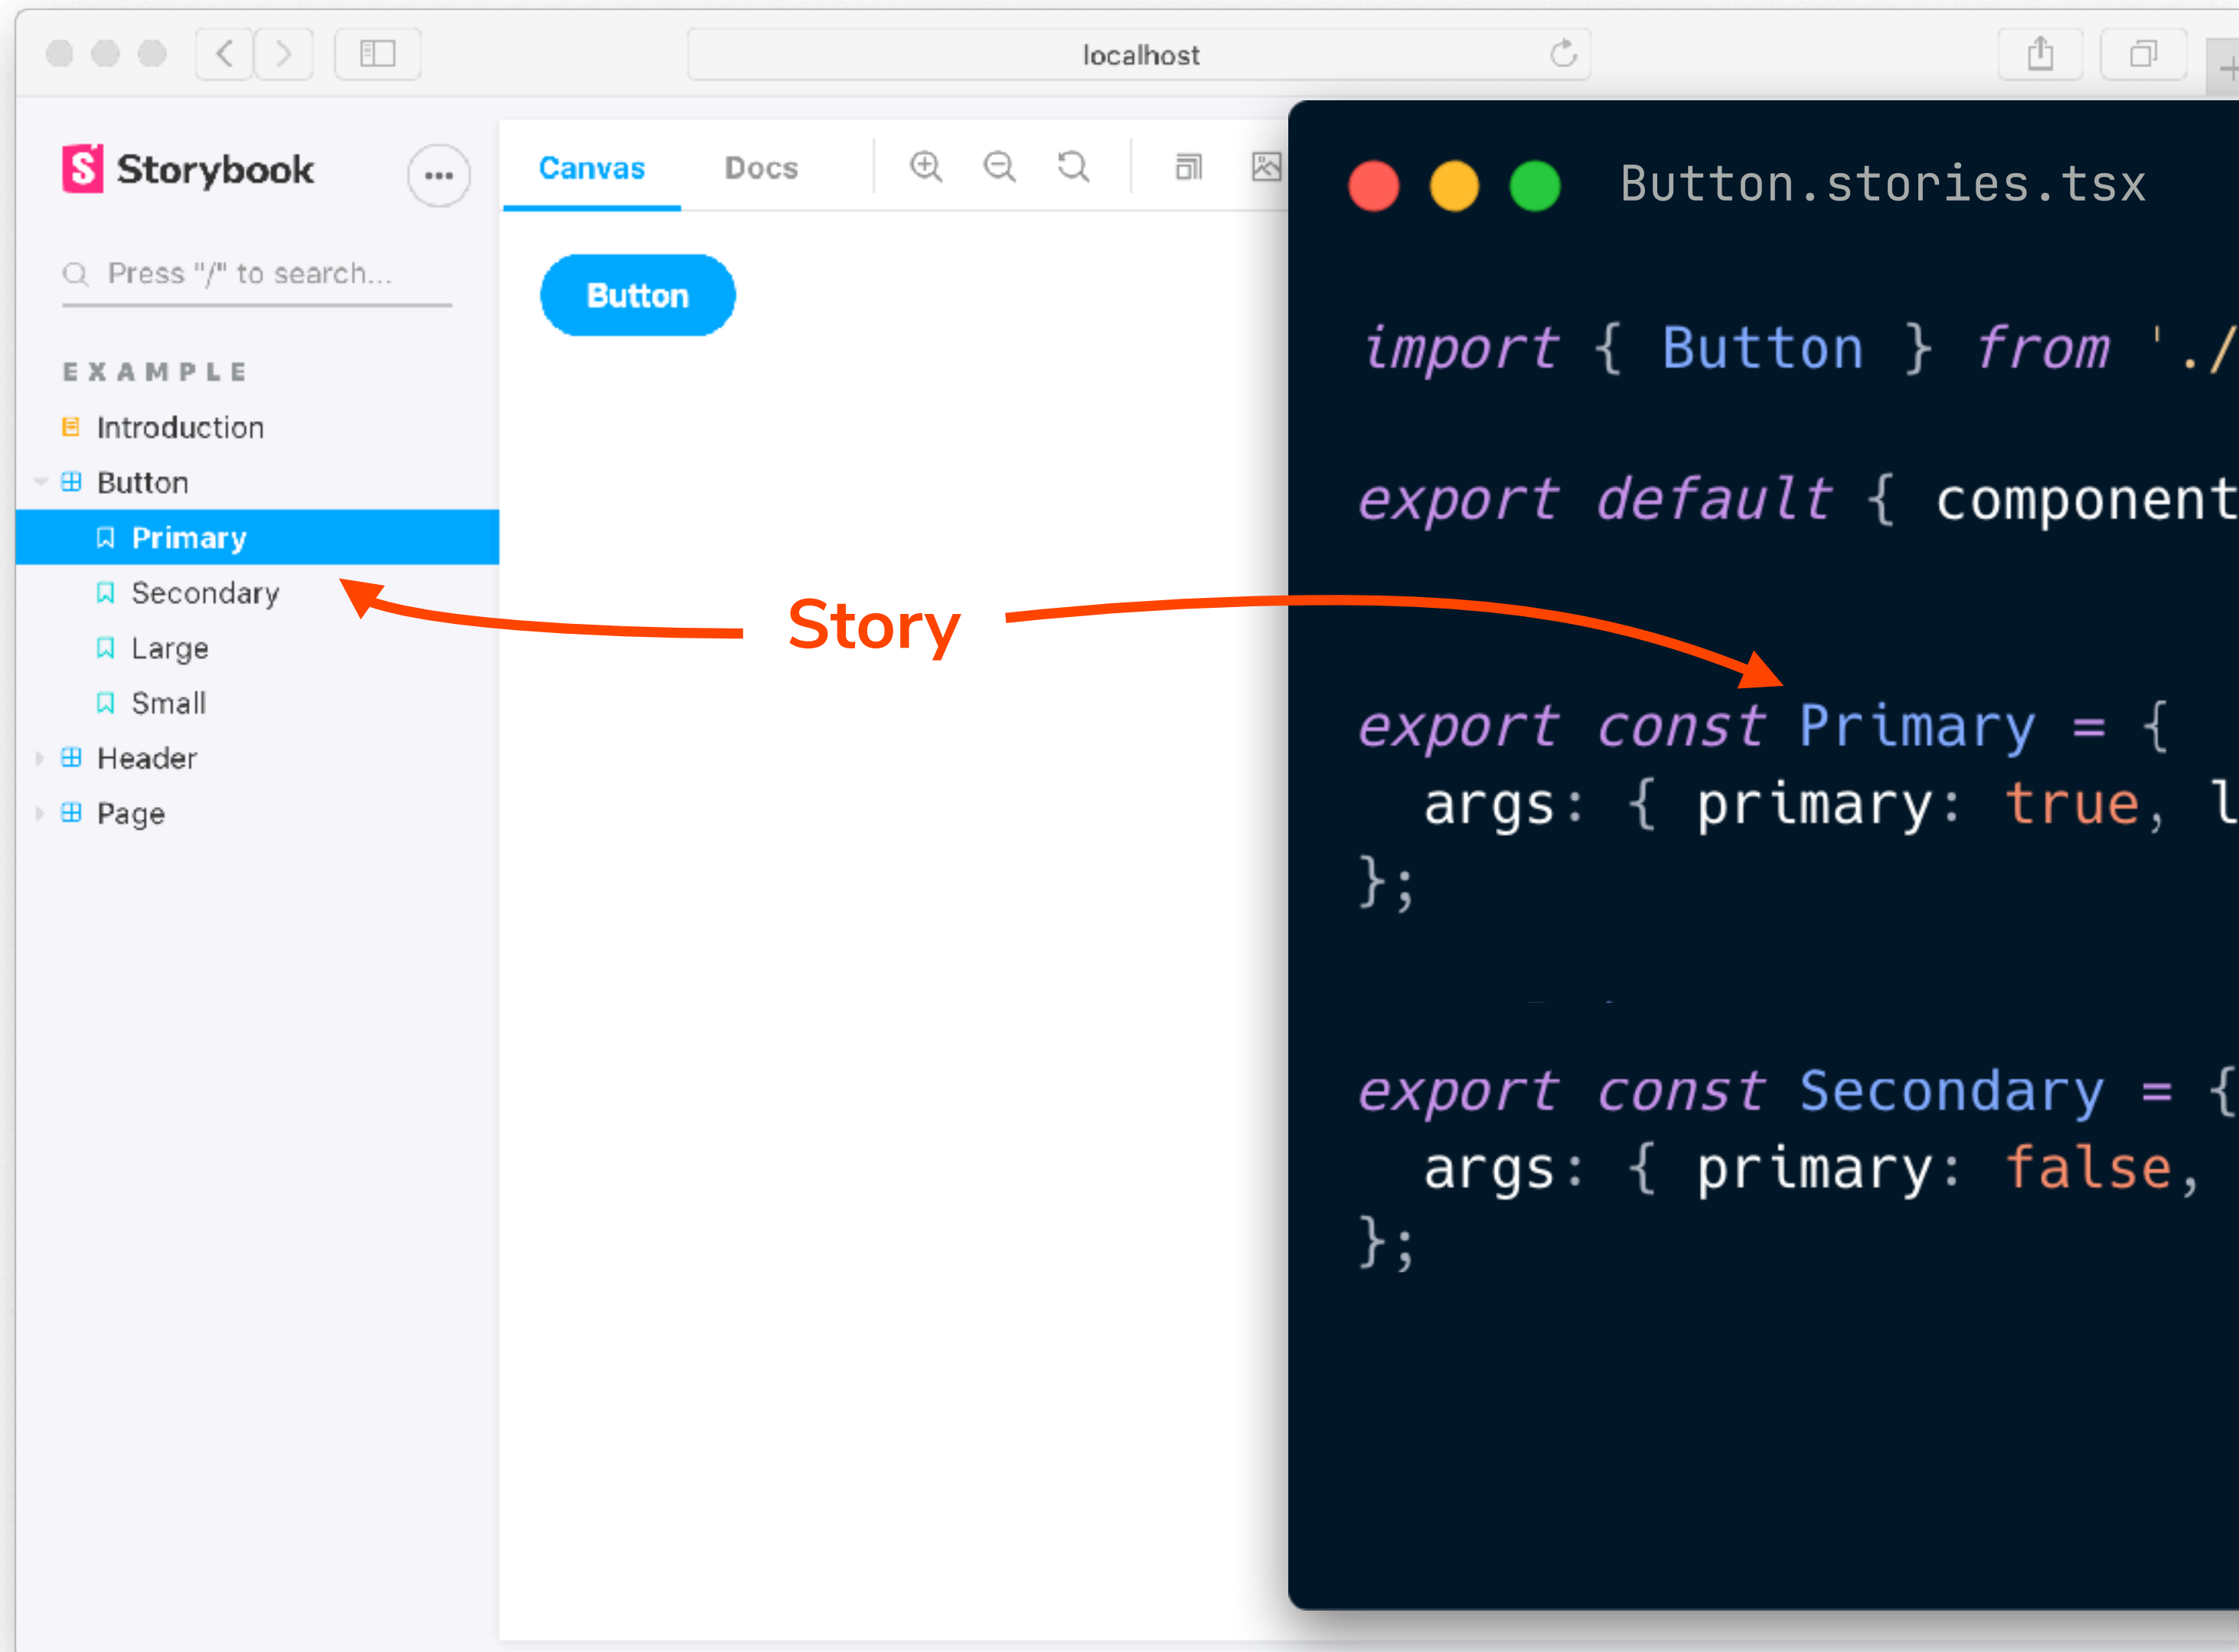 localhost
Storybook
Press "/" to search...
EXAMPLE
Introduction
Button
Primary
Secondary
Large
Small
Header
Page
Canvas
Docs
Button
Story
Button.stories.tsx
import { Button } from './
export default { component
export const Primary = {
args: { primary: true, l
};
export const Secondary = {
args: { primary: false,
};